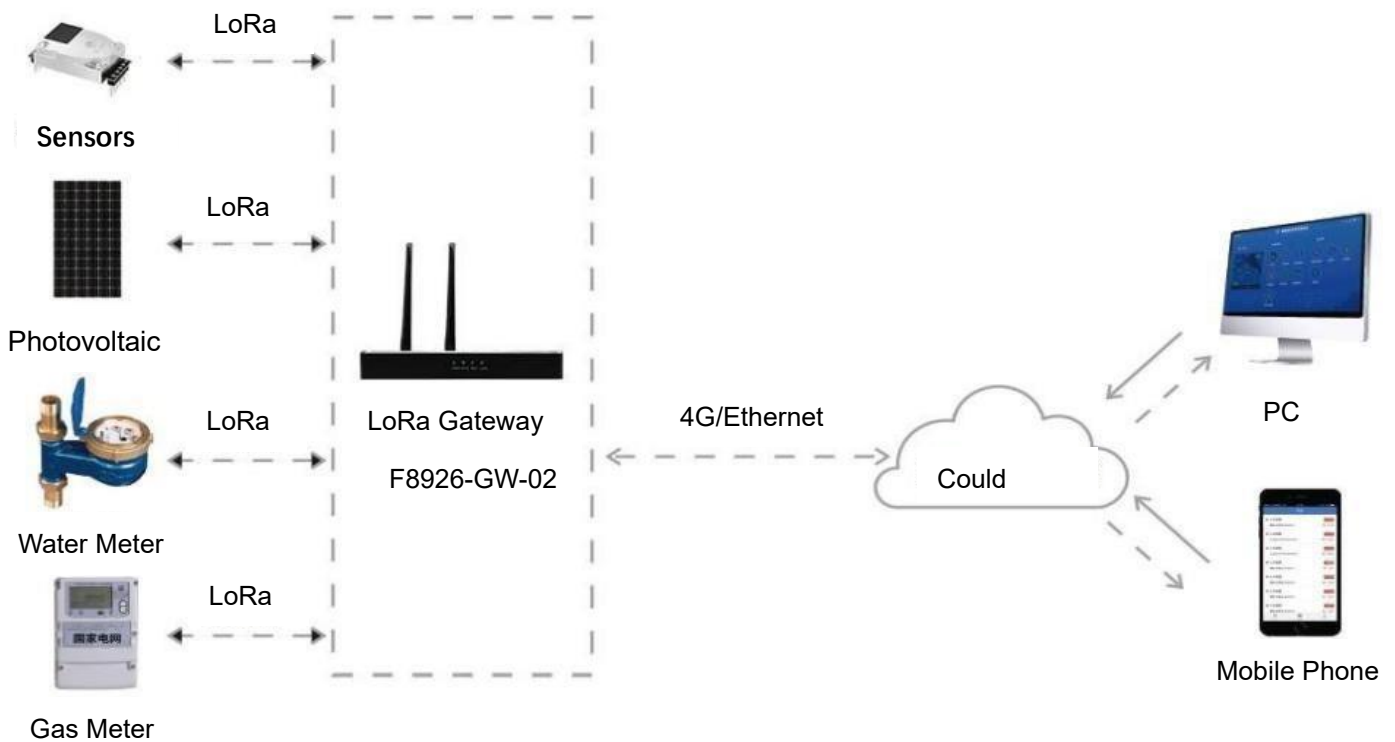 LoRa
Sensors
LoRa
Photovoltaic
LoRa
Water Meter
LoRa
国家电网
Gas Meter
LoRa Gateway
F8926-GW-02
4G/Ethernet
Could
PC
Mobile Phone